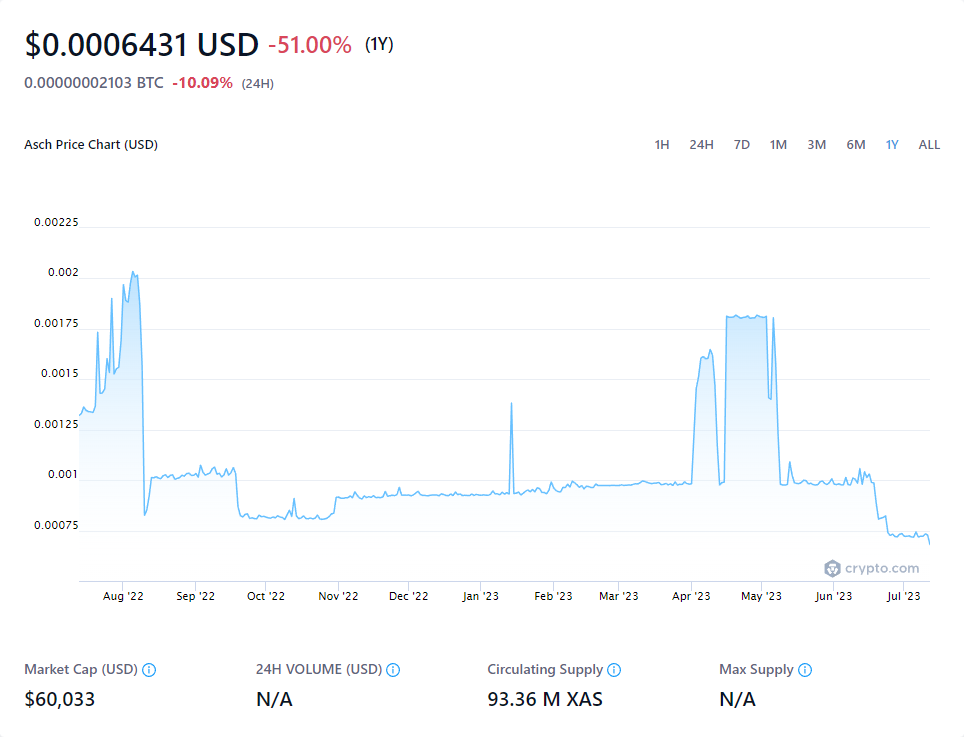 $0.0006431 USD -51.00% (1Y)
0.00000002103 BTC -10.09% (24H)
Asch Price Chart (USD) 1H 24H 7D 1M 3M 6M 1Y ALL
0.00225
0.002
0.00175
0.0015
0.00125
0.001
0.00075
crypto.com
Aug '22 Sep '22 Oct '22 Nov '22 Dec '22 Jan '23 Feb '23 Mar '23 Apr '23 May '23 Jun '23 Jul '23
Market Cap (USD) 24H VOLUME (USD) Circulating Supply Max Supply
$60,033 N/A 93.36 M XAS N/A